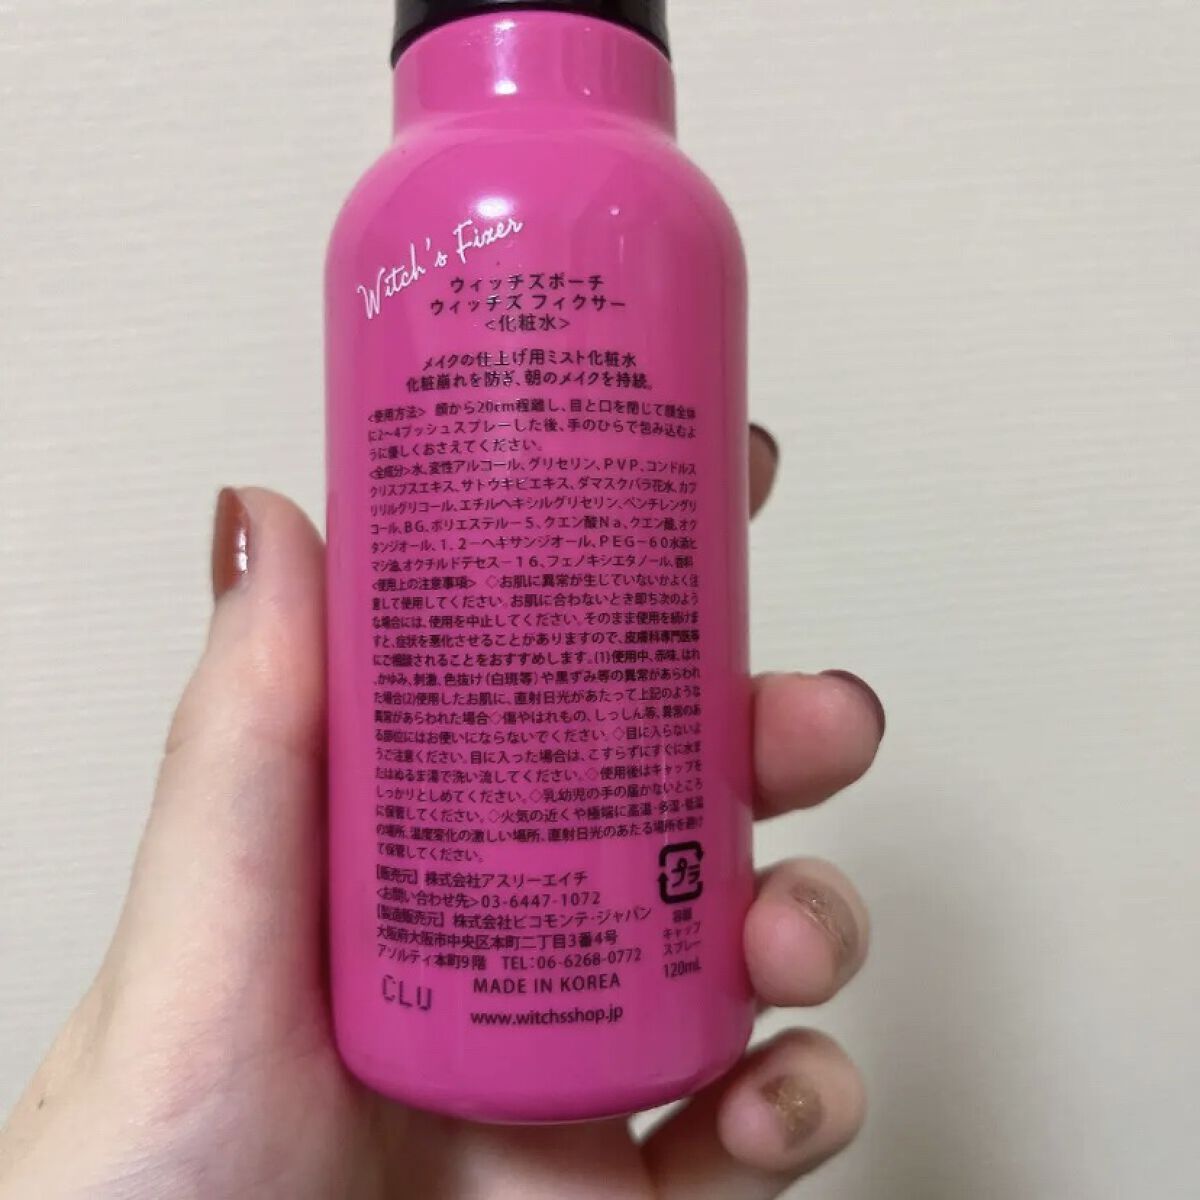 Witch's Fixer
ウィッチズポーチ
ウィッチズ フィクサー
<化粧水>
メイクの仕上げ用ミスト化粧水
化粧崩れを防ぎ、朝のメイクを持続。
<使用方法> 顔から20cm程離し、目と口を閉じて顔全体
に2~4プッシュスプレーした後、手のひらで包み込むよ
うに優しくおさえてください。
<全成分>水、変性アルコール、グリセリン、PVP、コンドルス
クリスプスエキス、サトウキビエキス、ダマスクバラ花水、カプ
リリルグリコール、エチルヘキシルグリセリン、ペンチレングリ
コール、BG、ポリエステルー5、クエン酸Na、クエン酸、オク
タンジオール、1, 2ーヘキサンジオール、PEG-60水添ヒ
マシ油、オクチルドデセスー16、フェノキシエタノール、香料
<使用上の注意事項> ◇お肌に異常が生じていないかよく注
意して使用してください。お肌に合わないとき即ち次のよう
な場合には、使用を中止してください。そのまま使用を続けま
すと、症状を悪化させることがありますので、皮膚科専門医等
にご相談されることをおすすめします。(1)使用中、赤味、はれ
、かゆみ、刺激、色抜け(白斑等)や黒ずみ等の異常があらわれ
た場合(2)使用したお肌に、直射日光があたって上記のような
異常があらわれた場合◇傷やはれもの、しっしん等、異常のあ
る部位にはお使いにならないでください。◇目に入らないよ
うご注意ください。目に入った場合は、こすらずにすぐに水ま
たはぬるま湯で洗い流してください。◇使用後はキャップを
しっかりとしめてください。◇乳幼児の手の届かないところ
に保管してください。◇火気の近くや極端に高温・多湿・低温
の場所、温度変化の激しい場所、直射日光のあたる場所を避け
て保管してください。
【販売元】株式会社アスリーエイチ
<お問い合わせ先>03-6447-1072
【製造販売元】株式会社ピコモンテ・ジャパン
大阪府大阪市中央区本町二丁目3番4号
アソルティ本町9階 TEL:06-6268-0772
プラ
容器
キャップ
スプレー
120mL
MADE IN KOREA
CLU
www.witchsshop.jp